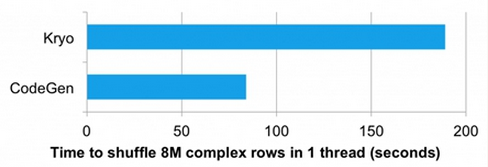 Kryo
CodeGen
0 50 100 150 200
Time to shuffle 8M complex rows in 1 thread (seconds)